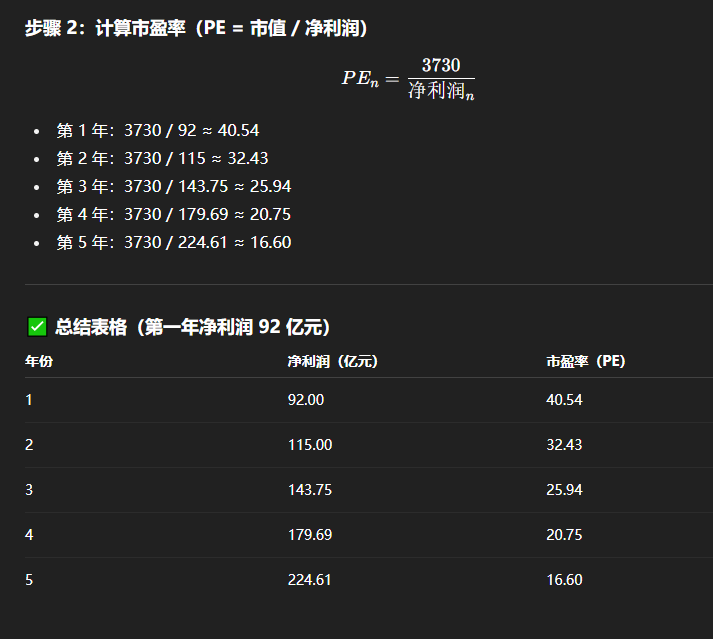 步骤 2：计算市盈率（PE = 市值 / 净利润）
PEₙ = 3730 / 净利润ₙ
• 第 1 年：3730 / 92 ≈ 40.54
• 第 2 年：3730 / 115 ≈ 32.43
• 第 3 年：3730 / 143.75 ≈ 25.94
• 第 4 年：3730 / 179.69 ≈ 20.75
• 第 5 年：3730 / 224.61 ≈ 16.60
✅ 总结表格（第一年净利润 92 亿元）
年份 净利润（亿元） 市盈率（PE）
1 92.00 40.54
2 115.00 32.43
3 143.75 25.94
4 179.69 20.75
5 224.61 16.60